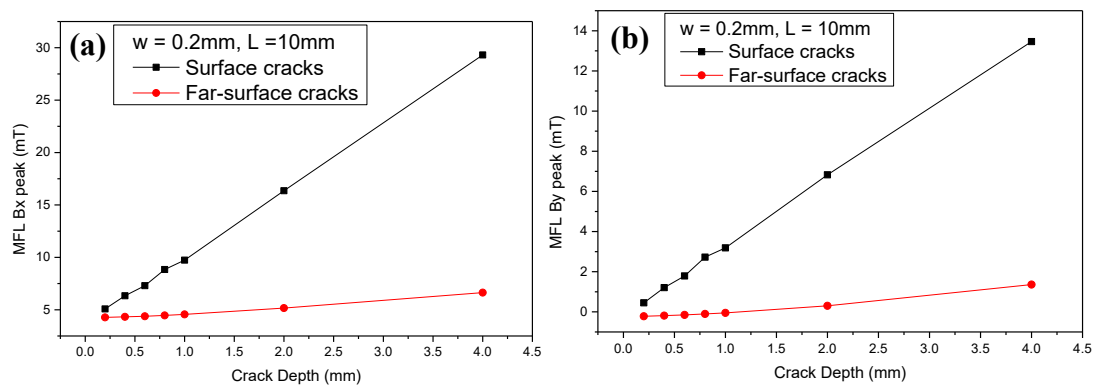 (a)
w = 0.2mm, L =10mm
Surface cracks
Far-surface cracks
30
25
20
15
10
5
MFL Bx peak (mT)
0.0 0.5 1.0 1.5 2.0 2.5 3.0 3.5 4.0 4.5
Crack Depth (mm)
(b)
w = 0.2mm, L = 10mm
Surface cracks
Far-surface cracks
14
12
10
8
6
4
2
0
MFL By peak (mT)
0.0 0.5 1.0 1.5 2.0 2.5 3.0 3.5 4.0 4.5
Crack Depth (mm)